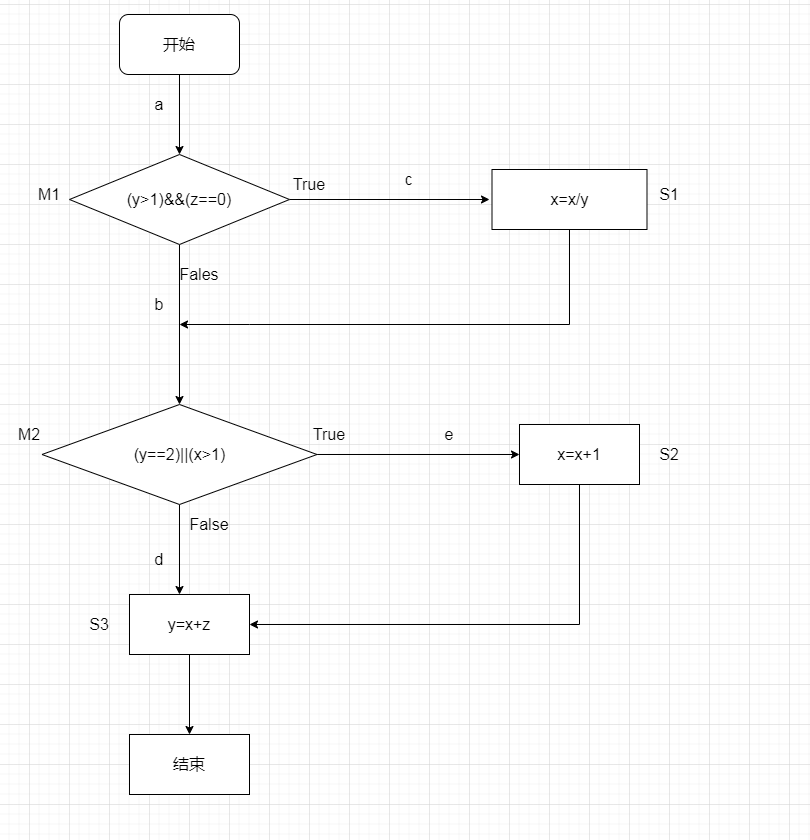 开始
a
M1
(y>1)&&(z==0)
True
c
x=x/y
S1
Fales
b
M2
(y==2)||(x>1)
True
e
x=x+1
S2
False
d
S3
y=x+z
结束